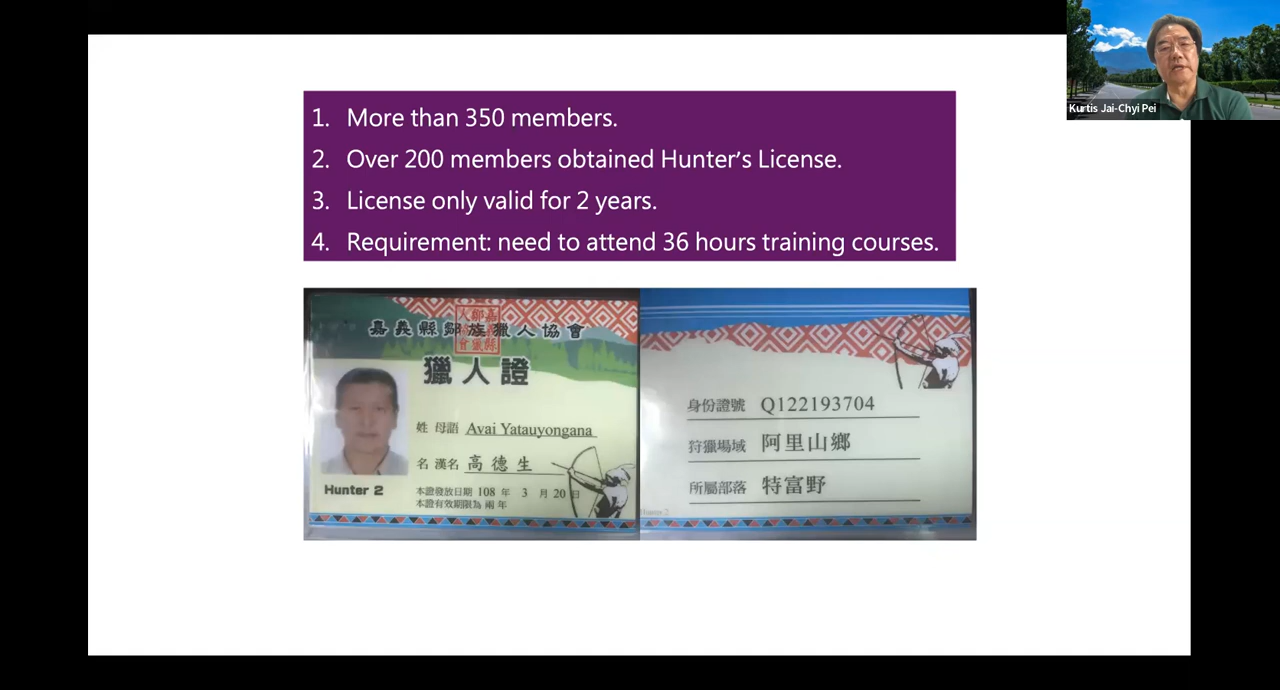 Kurtis Jai-Chyi Pei
1. More than 350 members.
2. Over 200 members obtained Hunter's License.
3. License only valid for 2 years.
4. Requirement: need to attend 36 hours training courses.
嘉義縣鄒族獵人協會
獵人證
姓 母語 Avai Yatauyongana
名 漢名 高德生
Hunter 2
本證發放日期 108 年 3 月 20 日
本證有效期限為兩年
身份證號 Q122193704
狩獵場域 阿里山鄉
所屬部落 特富野
Hunter 2